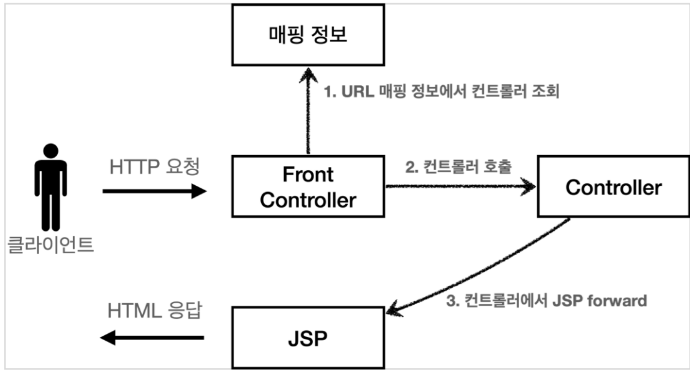 매핑 정보
1. URL 매핑 정보에서 컨트롤러 조회
HTTP 요청
Front
Controller
2. 컨트롤러 호출
Controller
클라이언트
3. 컨트롤러에서 JSP forward
HTML 응답
JSP